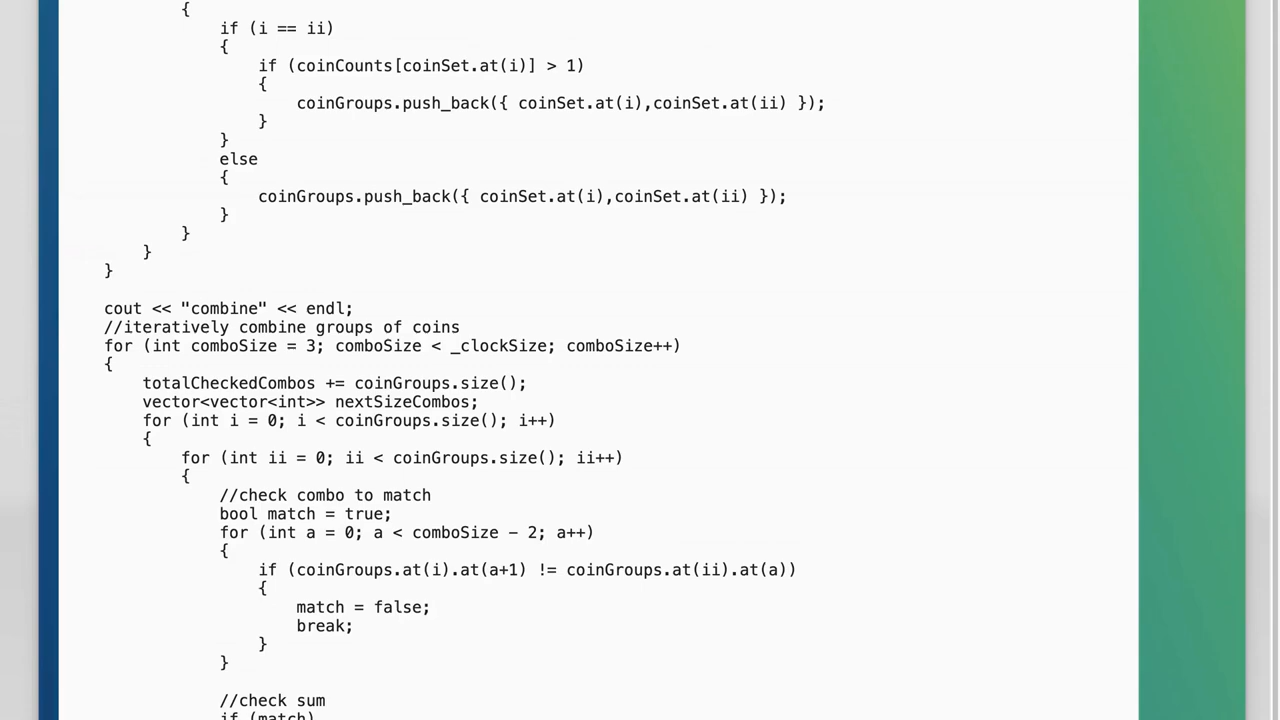 {
if (i == ii)
{
if (coinCounts[coinSet.at(i)] > 1)
{
coinGroups.push_back({ coinSet.at(i),coinSet.at(ii) });
}
}
else
{
coinGroups.push_back({ coinSet.at(i),coinSet.at(ii) });
}
}
}
}
cout << "combine" << endl;
//iteratively combine groups of coins
for (int comboSize = 3; comboSize < _clockSize; comboSize++)
{
totalCheckedCombos += coinGroups.size();
vector<vector<int>> nextSizeCombos;
for (int i = 0; i < coinGroups.size(); i++)
{
for (int ii = 0; ii < coinGroups.size(); ii++)
{
//check combo to match
bool match = true;
for (int a = 0; a < comboSize - 2; a++)
{
if (coinGroups.at(i).at(a+1) != coinGroups.at(ii).at(a))
{
match = false;
break;
}
}
//check sum
if (match)